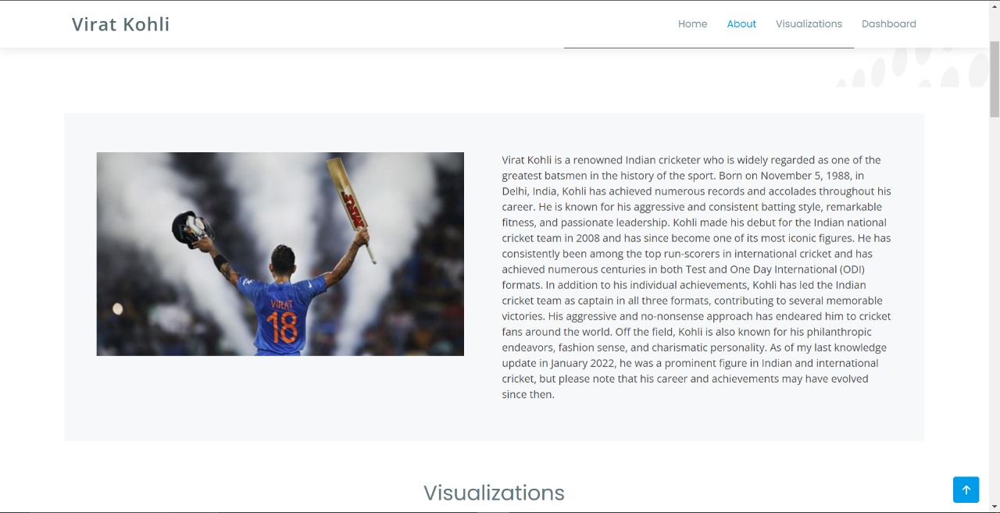 Virat Kohli
Home
About
Visualizations
Dashboard
VIRAT
18
Virat Kohli is a renowned Indian cricketer who is widely regarded as one of the
greatest batsmen in the history of the sport. Born on November 5, 1988, in
Delhi, India, Kohli has achieved numerous records and accolades throughout his
career. He is known for his aggressive and consistent batting style, remarkable
fitness, and passionate leadership. Kohli made his debut for the Indian national
cricket team in 2008 and has since become one of its most iconic figures. He has
consistently been among the top run-scorers in international cricket and has
achieved numerous centuries in both Test and One Day International (ODI)
formats. In addition to his individual achievements, Kohli has led the Indian
cricket team as captain in all three formats, contributing to several memorable
victories. His aggressive and no-nonsense approach has endeared him to cricket
fans around the world. Off the field, Kohli is also known for his philanthropic
endeavors, fashion sense, and charismatic personality. As of my last knowledge
update in January 2022, he was a prominent figure in Indian and international
cricket, but please note that his career and achievements may have evolved
since then.
Visualizations